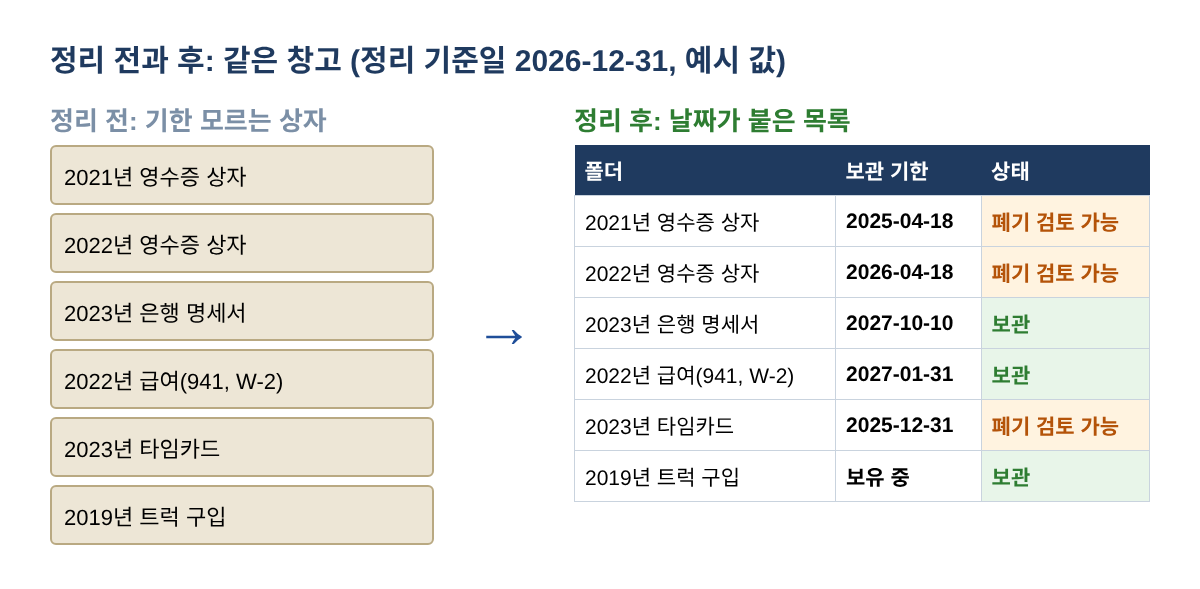 정리 전과 후: 같은 창고 (정리 기준일 2026-12-31, 예시 값)
정리 전: 기한 모르는 상자
2021년 영수증 상자
2022년 영수증 상자
2023년 은행 명세서
2022년 급여(941, W-2)
2023년 타임카드
2019년 트럭 구입
→
정리 후: 날짜가 붙은 목록
폴더 보관 기한 상태
2021년 영수증 상자 2025-04-18 폐기 검토 가능
2022년 영수증 상자 2026-04-18 폐기 검토 가능
2023년 은행 명세서 2027-10-10 보관
2022년 급여(941, W-2) 2027-01-31 보관
2023년 타임카드 2025-12-31 폐기 검토 가능
2019년 트럭 구입 보유 중 보관